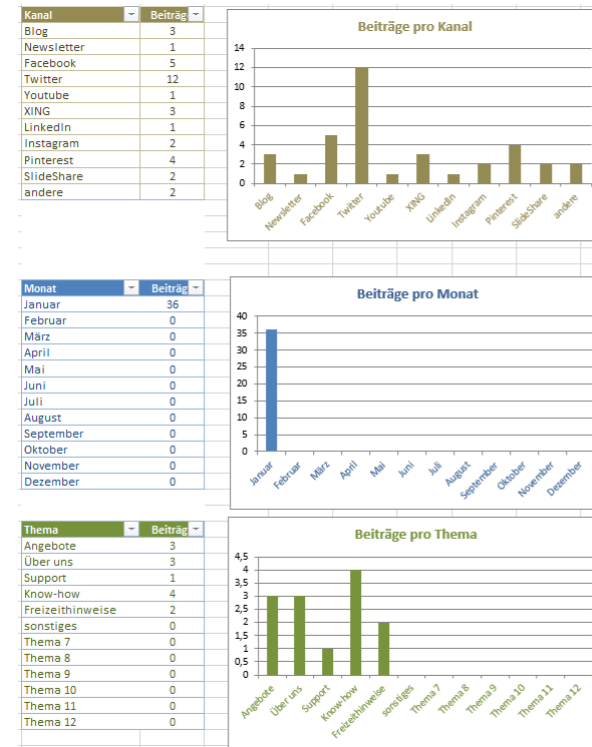 Kanal Beiträg
Blog 3
Newsletter 1
Facebook 5
Twitter 12
Youtube 1
XING 3
LinkedIn 1
Instagram 2
Pinterest 4
SlideShare 2
andere 2
Beiträge pro Kanal
14
12
10
8
6
4
2
0
Blog Newsletter Facebook Twitter Youtube XING LinkedIn Instagram Pinterest SlideShare andere
Monat Beiträg
Januar 36
Februar 0
März 0
April 0
Mai 0
Juni 0
Juli 0
August 0
September 0
Oktober 0
November 0
Dezember 0
Beiträge pro Monat
40
35
30
25
20
15
10
5
0
Januar Februar März April Mai Juni Juli August September Oktober November Dezember
Thema Beiträg
Angebote 3
Über uns 3
Support 1
Know-how 4
Freizeithinweise 2
sonstiges 0
Thema 7 0
Thema 8 0
Thema 9 0
Thema 10 0
Thema 11 0
Thema 12 0
Beiträge pro Thema
4,5
4
3,5
3
2,5
2
1,5
1
0,5
0
Angebote Über uns Support Know-how Freizeithinweise sonstiges Thema 7 Thema 8 Thema 9 Thema 10 Thema 11 Thema 12